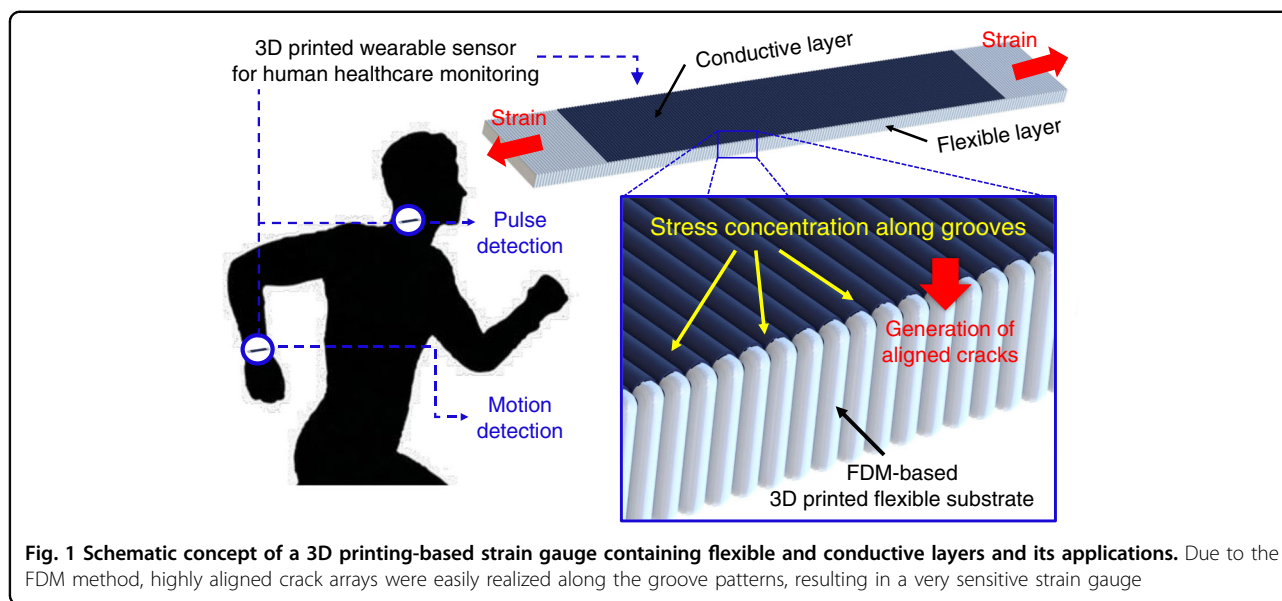 3D printed wearable sensor
for human healthcare monitoring
Conductive layer
Strain
Strain
Flexible layer
Pulse
detection
Motion
detection
Stress concentration along grooves
Generation of
aligned cracks
FDM-based
3D printed flexible substrate
Fig. 1 Schematic concept of a 3D printing-based strain gauge containing flexible and conductive layers and its applications. Due to the
FDM method, highly aligned crack arrays were easily realized along the groove patterns, resulting in a very sensitive strain gauge